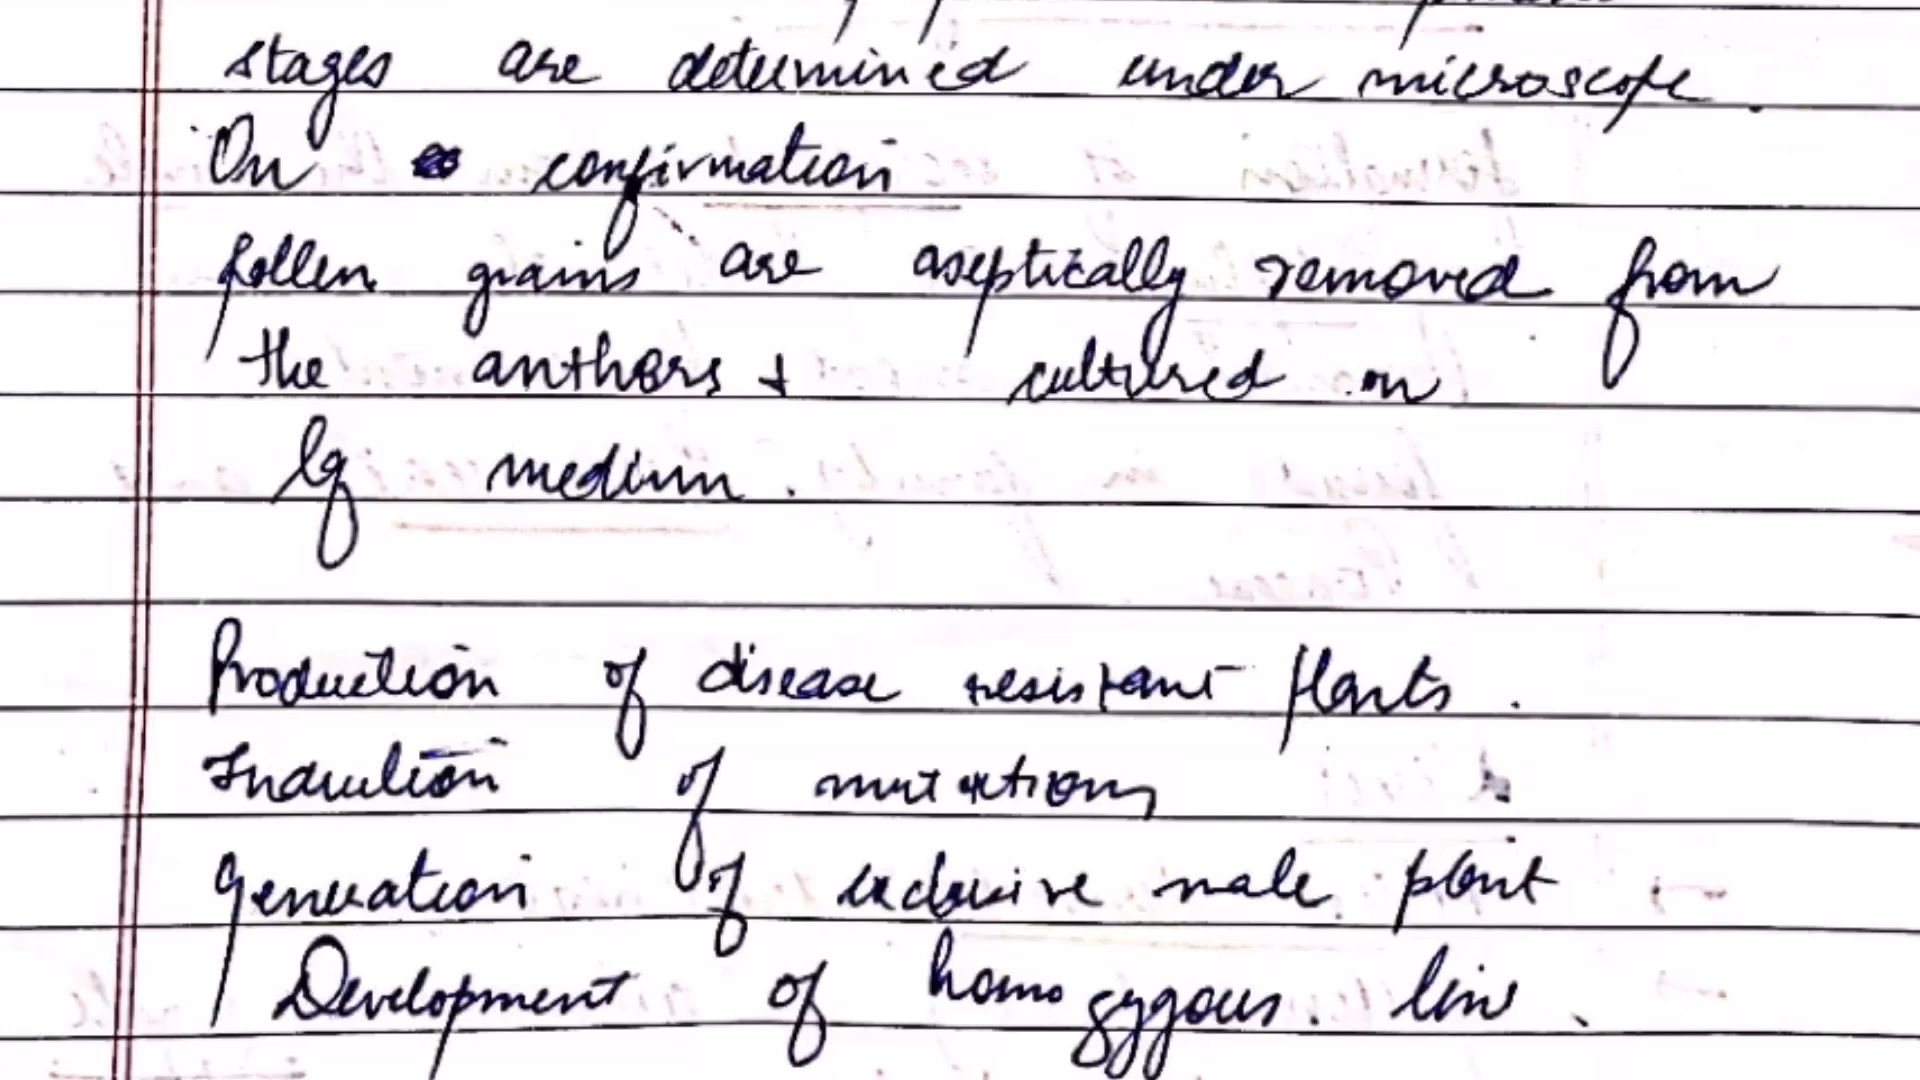 stages are determined under microscope.
On confirmation
pollen grains are aseptically removed from
the anthers + cultured on
lq medium.
Production of disease resistant plants.
Induction of mutations
Generation of exclusive male plant
Development of homozygous. line.